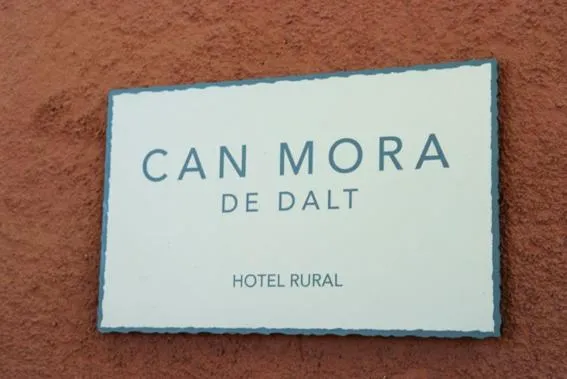 CAN MORA
DE DALT
HOTEL RURAL